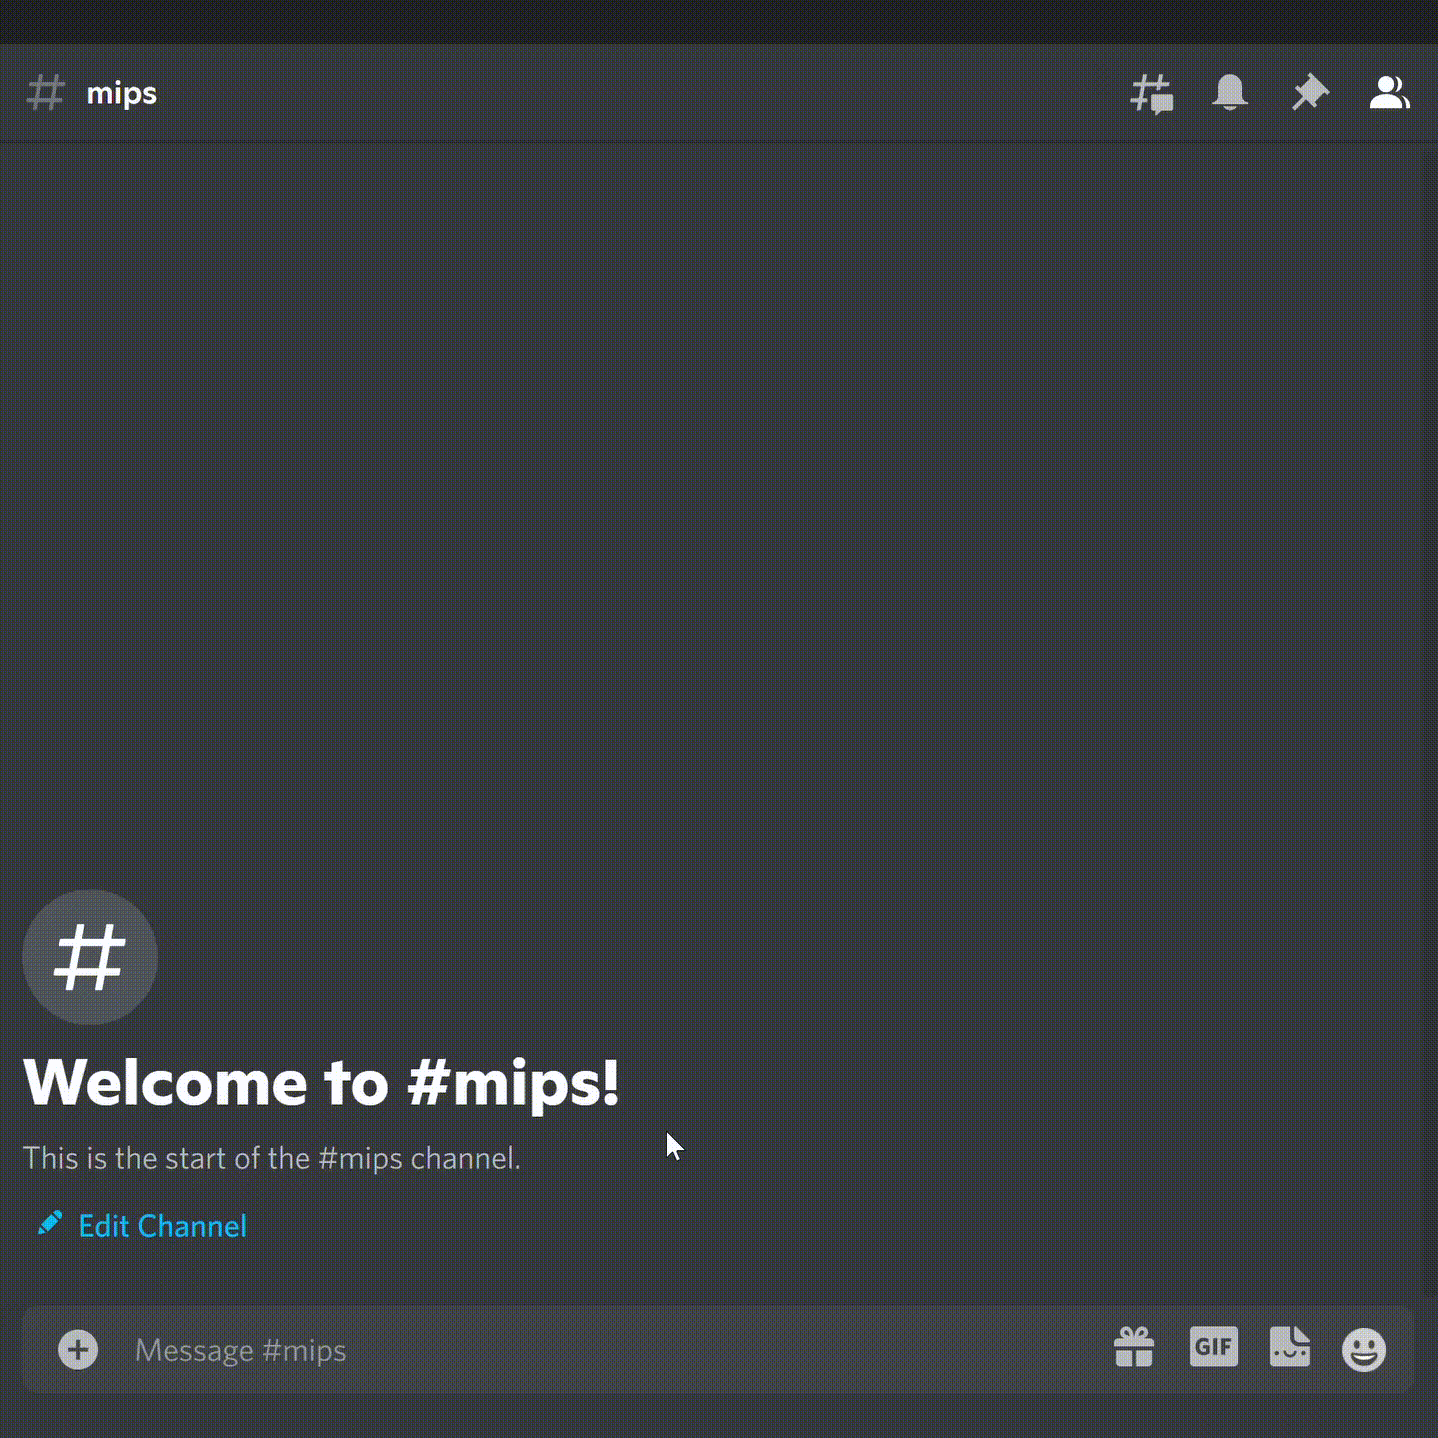 # mips
#
Welcome to #mips!
This is the start of the #mips channel.
Edit Channel
Message #mips
GIF